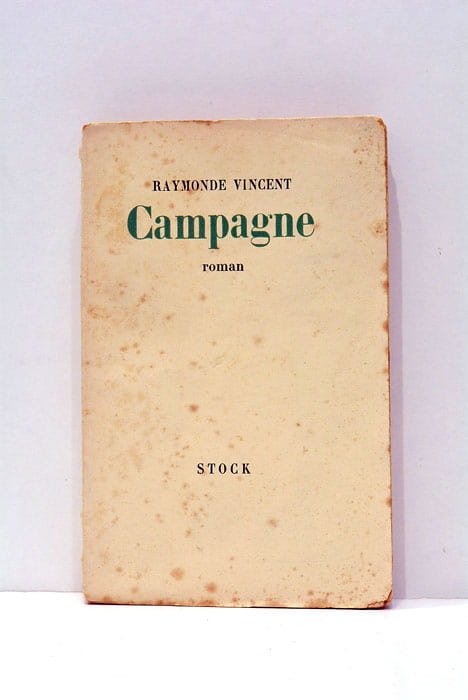 RAYMONDE VINCENT
Campagne
roman
STOCK